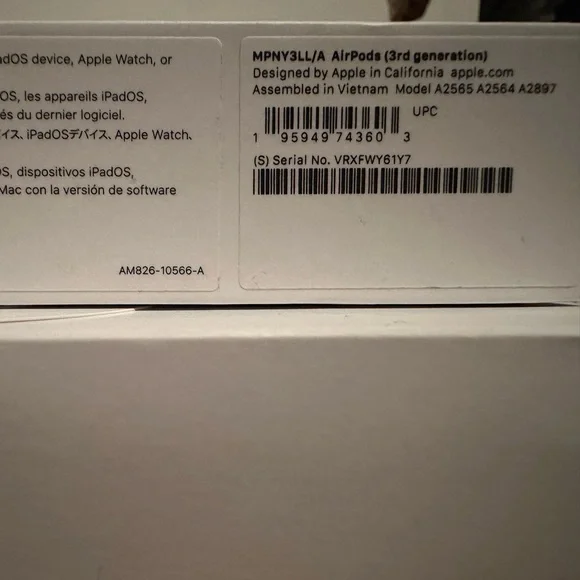 adOS device, Apple Watch, or
OS, les appareils iPadOS,
és du dernier logiciel.
イス、iPadOSデバイス、Apple Watch、
S, dispositivos iPadOS,
Mac con la versión de software
AM826-10566-A
MPNY3LL/A AirPods (3rd generation)
Designed by Apple in California apple.com
Assembled in Vietnam Model A2565 A2564 A2897
UPC
1 95949 74360 3
(S) Serial No. VRXFWY61Y7